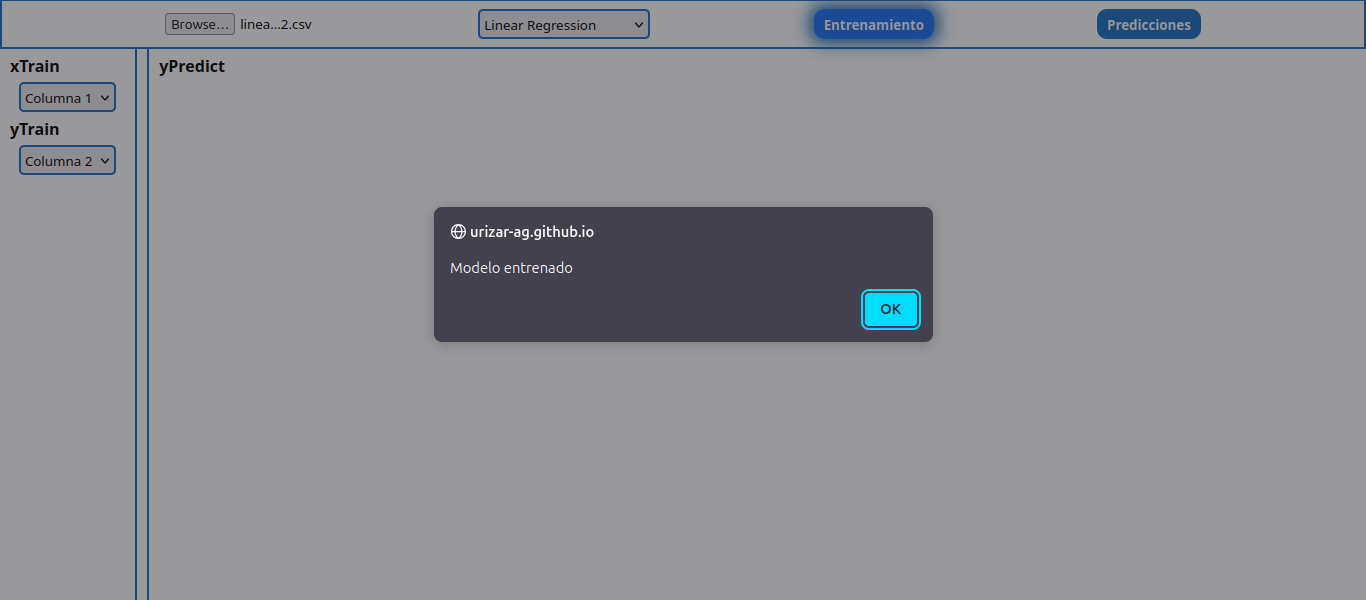 Browse… linea…2.csv Linear Regression Entrenamiento Predicciones
xTrain
Columna 1
yTrain
Columna 2
yPredict
urizar-ag.github.io
Modelo entrenado
OK